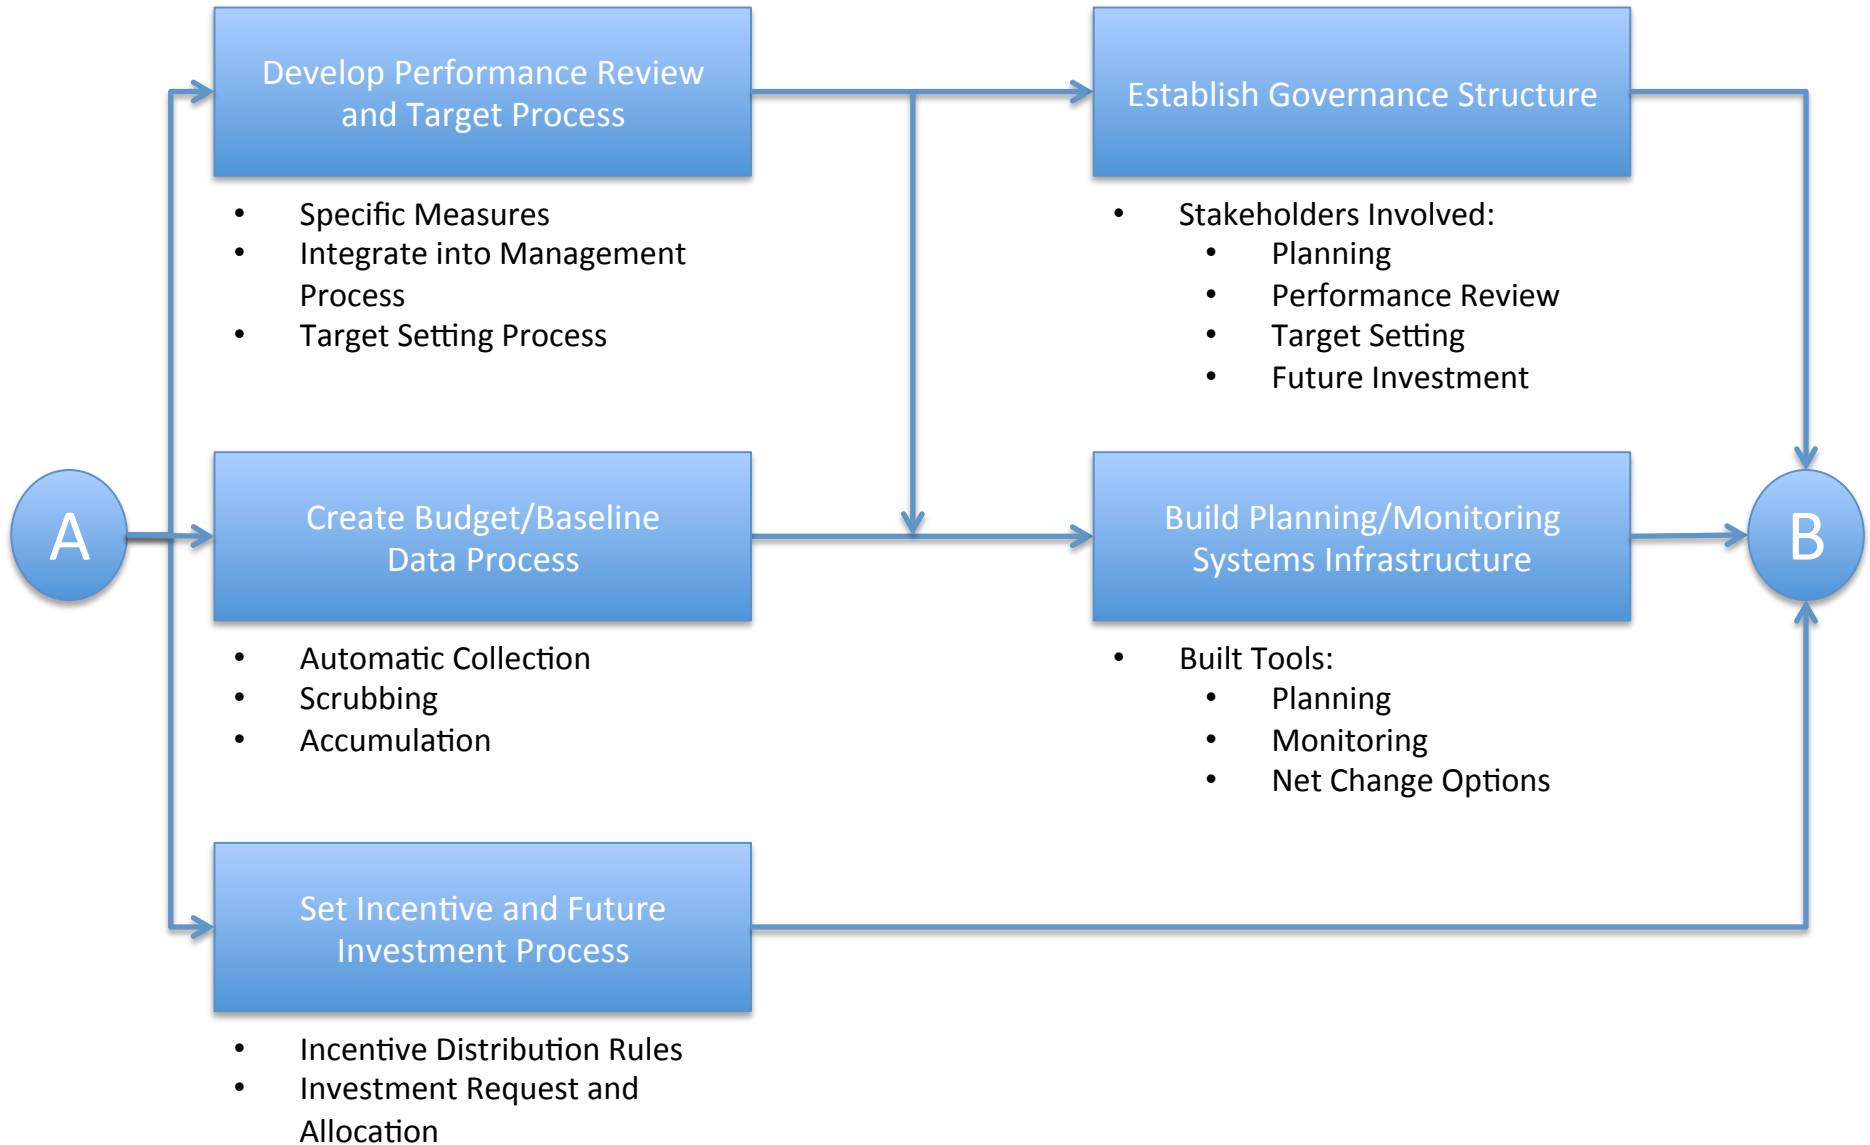 Develop Performance Review
and Target Process
• Specific Measures
• Integrate into Management
Process
• Target Setting Process
Establish Governance Structure
• Stakeholders Involved:
• Planning
• Performance Review
• Target Setting
• Future Investment
A
Create Budget/Baseline
Data Process
• Automatic Collection
• Scrubbing
• Accumulation
Build Planning/Monitoring
Systems Infrastructure
• Built Tools:
• Planning
• Monitoring
• Net Change Options
B
Set Incentive and Future
Investment Process
• Incentive Distribution Rules
• Investment Request and
Allocation